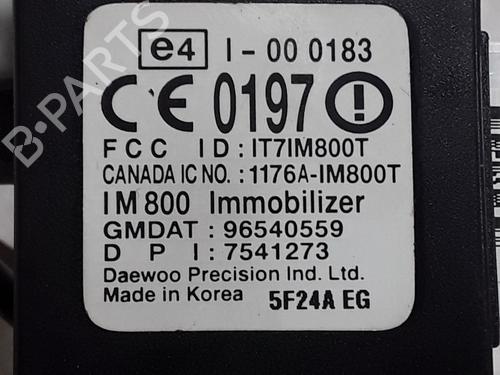 e4 I - 00 0183
CE 0197
FCC ID : IT7IM800T
CANADA IC NO. : 1176A-IM800T
IM 800 Immobilizer
GMDAT : 96540559
D P I : 7541273
Daewoo Precision Ind. Ltd.
Made in Korea 5F24A EG
B·PARTS